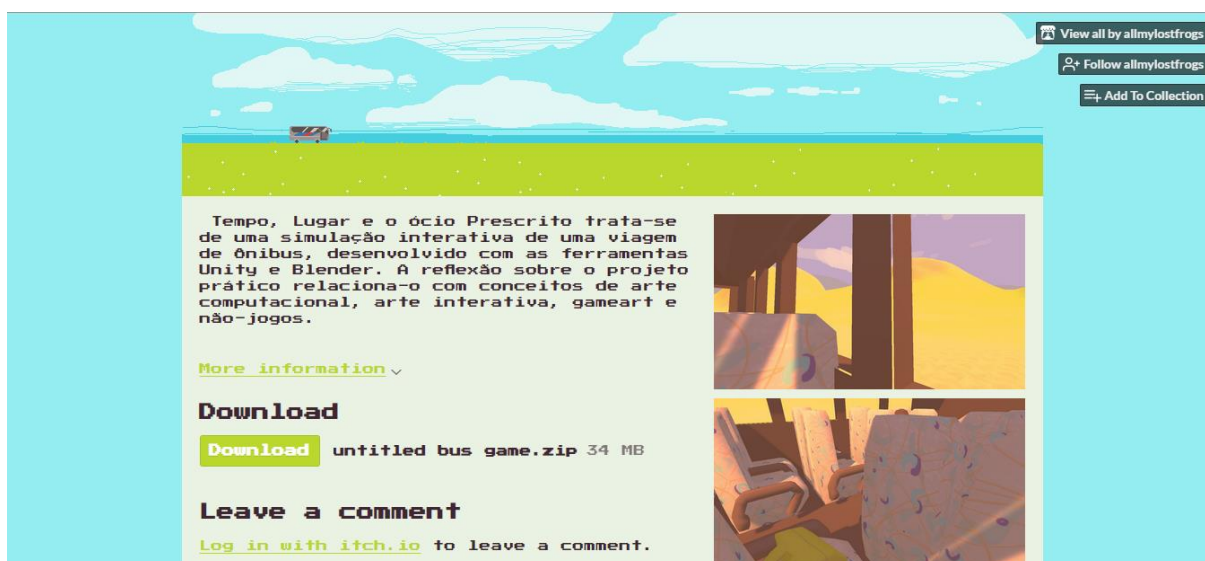 View all by allmylostfrogs
Follow allmylostfrogs
Add To Collection
Tempo, Lugar e o ócio Prescrito trata-se
de uma simulação interativa de uma viagem
de ônibus, desenvolvido com as ferramentas
Unity e Blender. A reflexão sobre o projeto
prático relaciona-o com conceitos de arte
computacional, arte interativa, gameart e
não-jogos.
More information
Download
Download untitled bus game.zip 34 MB
Leave a comment
Log in with itch.io to leave a comment.